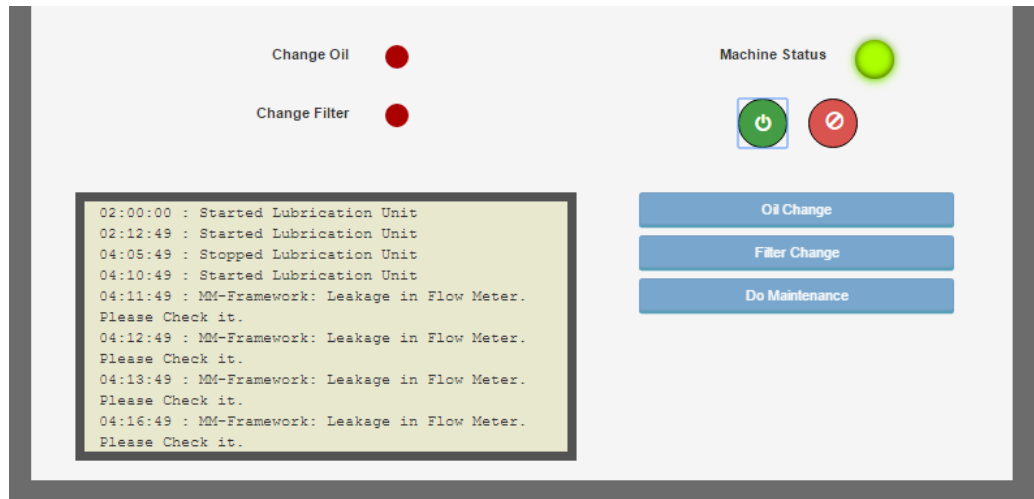 Change Oil
Machine Status
Change Filter
02:00:00 : Started Lubrication Unit
02:12:49 : Started Lubrication Unit
04:05:49 : Stopped Lubrication Unit
04:10:49 : Started Lubrication Unit
04:11:49 : MM-Framework: Leakage in Flow Meter.
Please Check it.
04:12:49 : MM-Framework: Leakage in Flow Meter.
Please Check it.
04:13:49 : MM-Framework: Leakage in Flow Meter.
Please Check it.
04:16:49 : MM-Framework: Leakage in Flow Meter.
Please Check it.
Oil Change
Filter Change
Do Maintenance